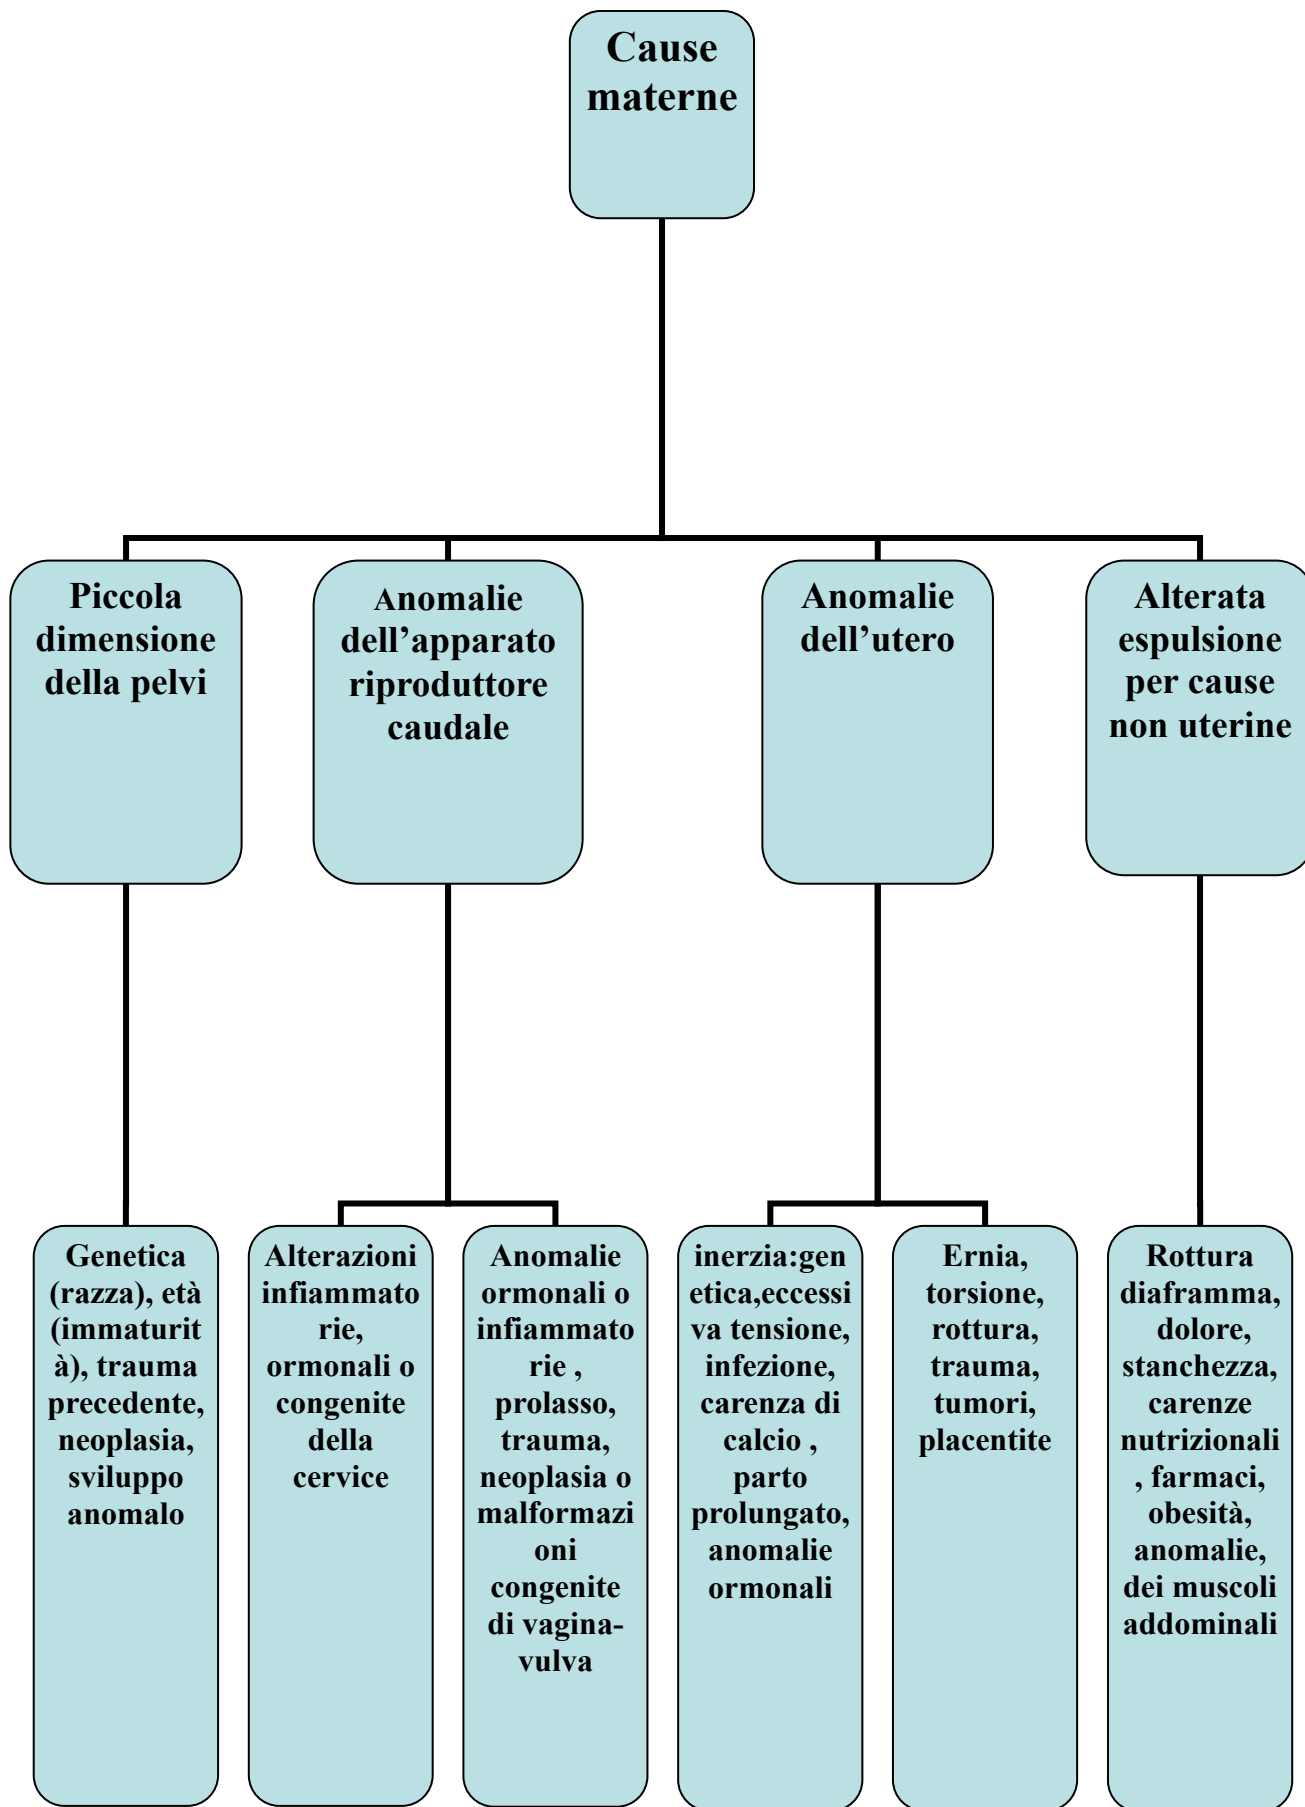 Cause
materne
Piccola
dimensione
della pelvi
Anomalie
dell’apparato
riproduttore
caudale
Anomalie
dell’utero
Alterata
espulsione
per cause
non uterine
Genetica
(razza), età
(immaturit
à), trauma
precedente,
neoplasia,
sviluppo
anomalo
Alterazioni
infiammato
rie,
ormonali o
congenite
della
cervice
Anomalie
ormonali o
infiammato
rie ,
prolasso,
trauma,
neoplasia o
malformazi
oni
congenite
di vagina-
vulva
inerzia:gen
etica,eccessi
va tensione,
infezione,
carenza di
calcio ,
parto
prolungato,
anomalie
ormonali
Ernia,
torsione,
rottura,
trauma,
tumori,
placentite
Rottura
diaframma,
dolore,
stanchezza,
carenze
nutrizionali
, farmaci,
obesità,
anomalie,
dei muscoli
addominali